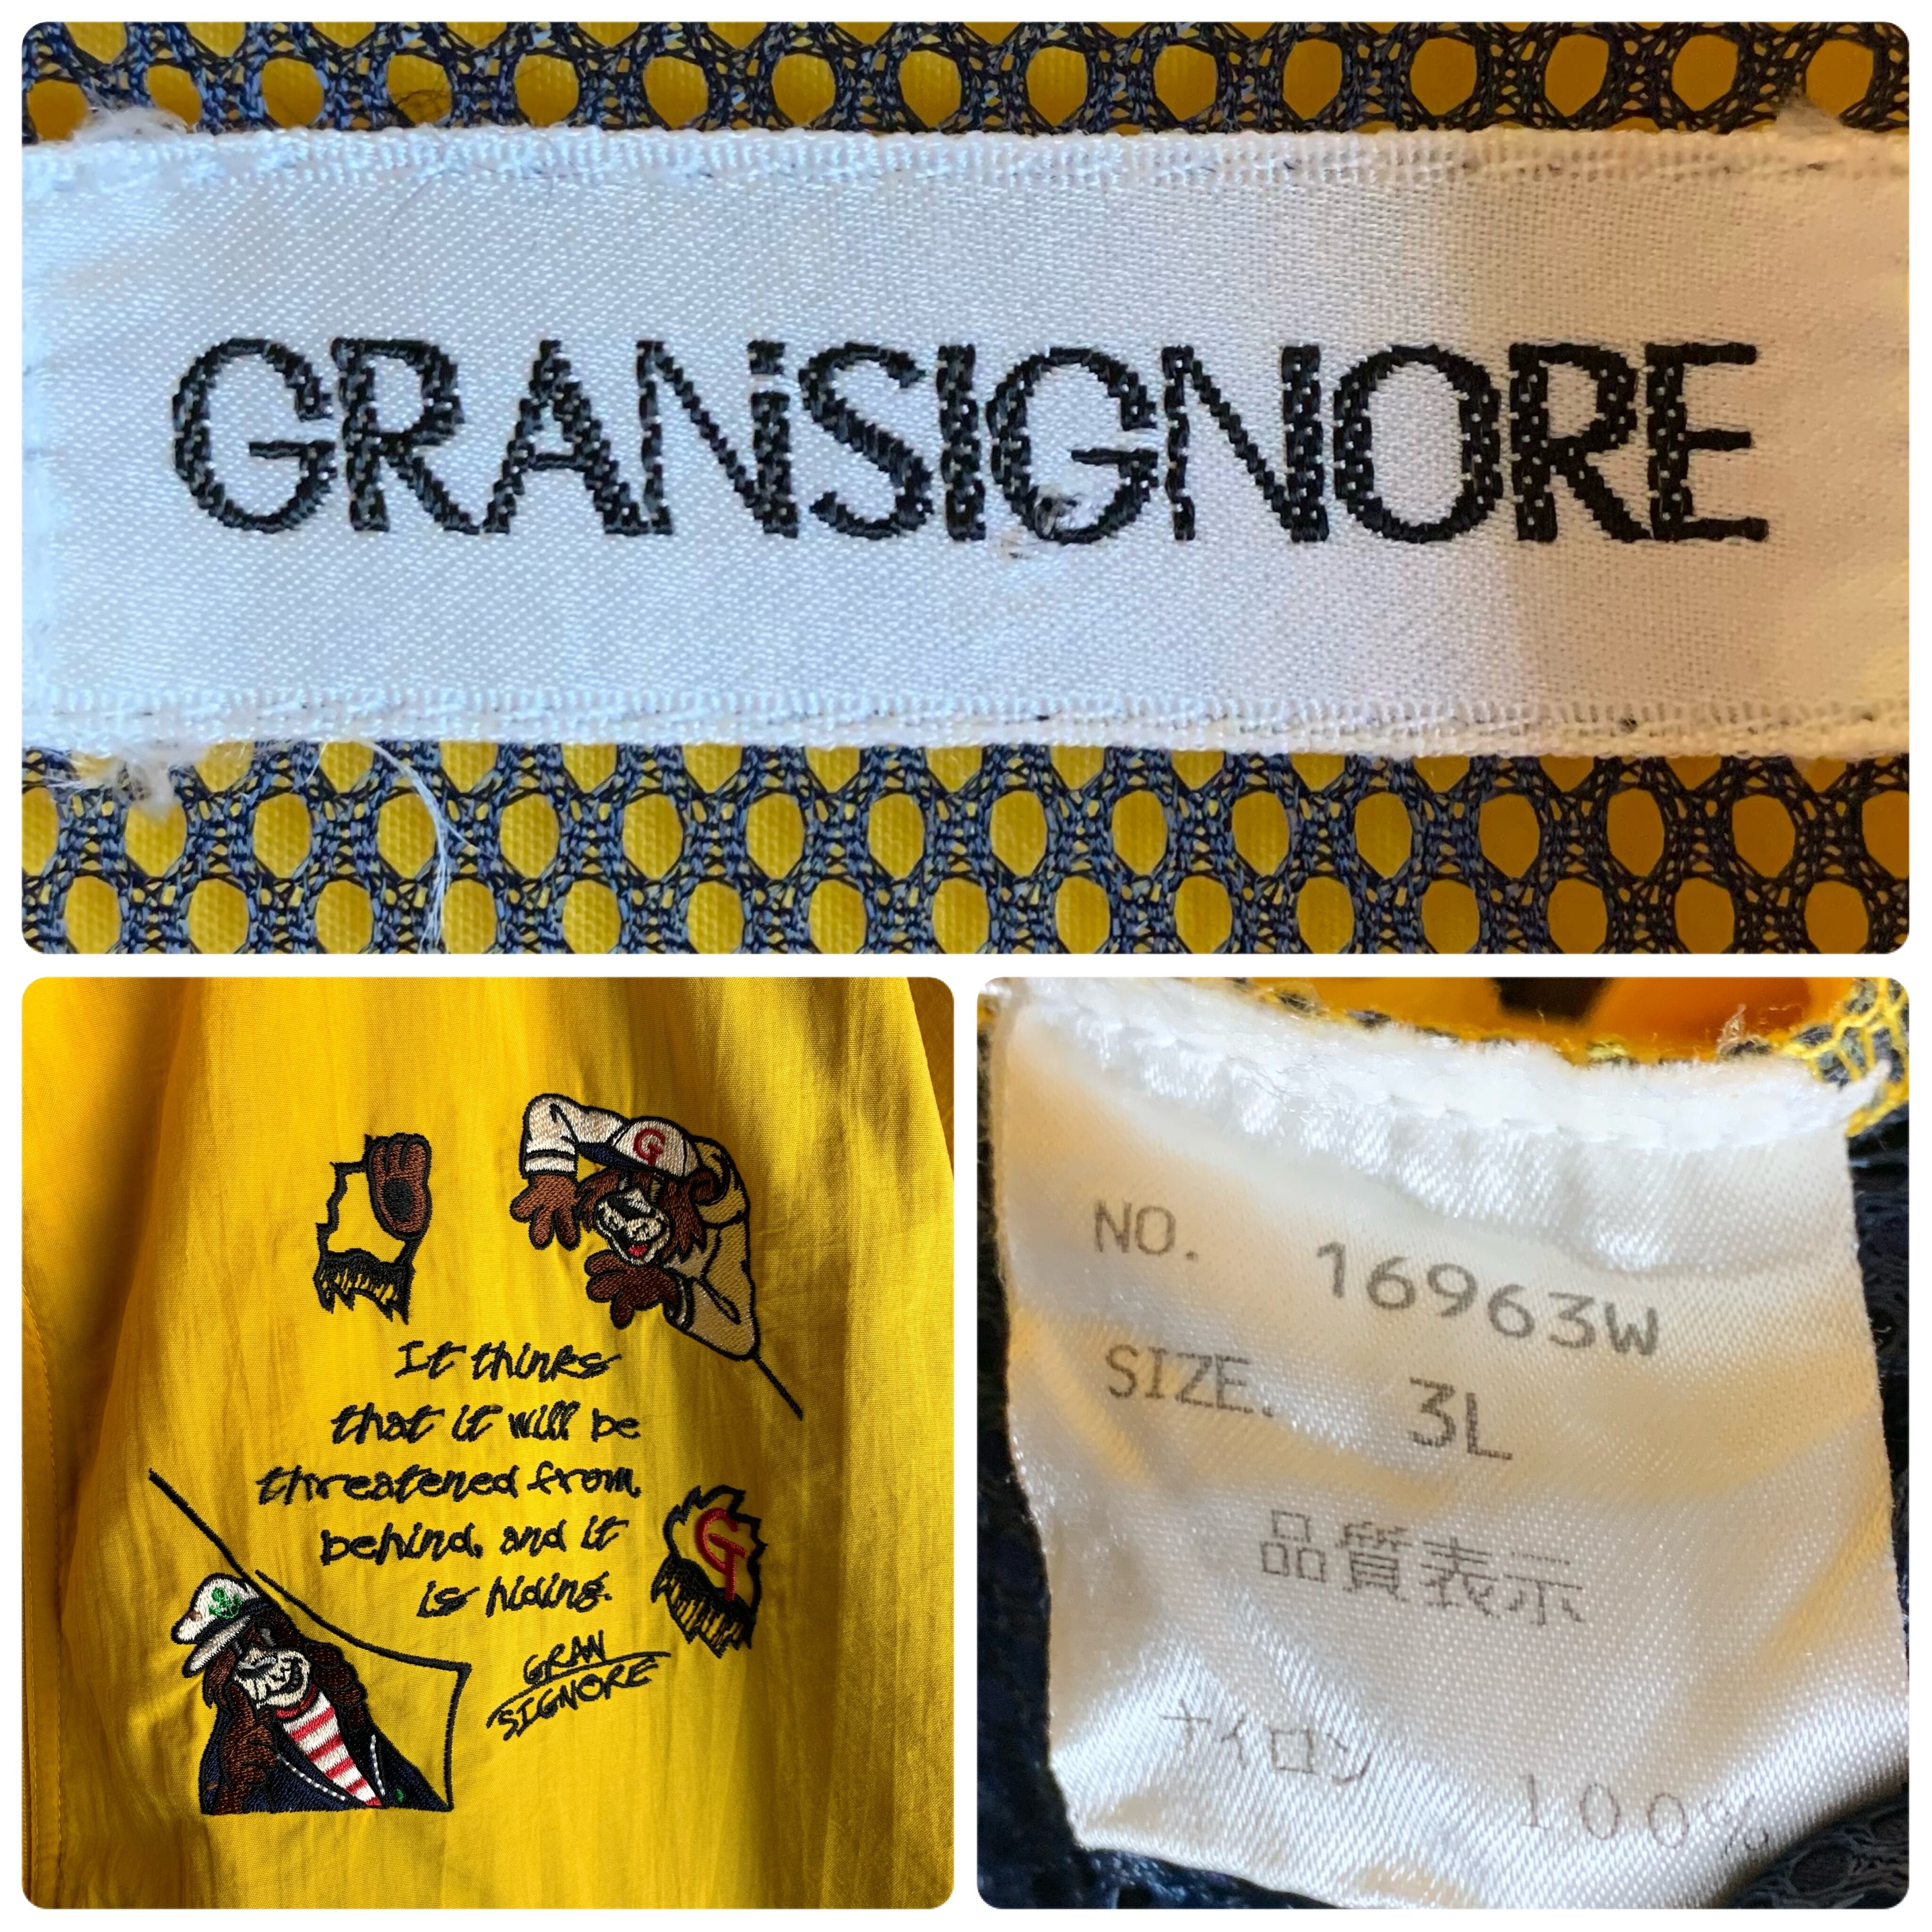 GRANSIGNORE
G
It thinks
that it will be
threatened from
behind, and it
is hiding.
G
GRAN
SIGNORE
NO. 16963W
SIZE. 3L
品質表示
ナイロン 100%